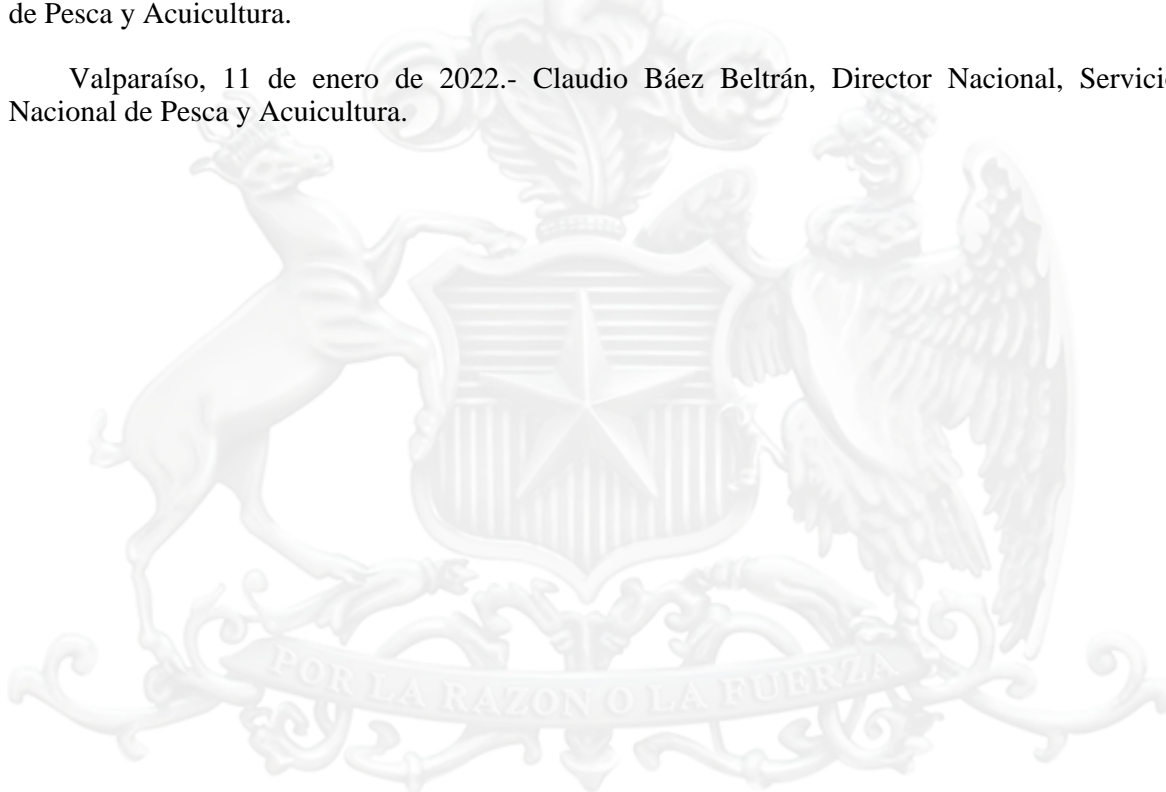 de Pesca y Acuicultura.
Valparaíso, 11 de enero de 2022.- Claudio Báez Beltrán, Director Nacional, Servicio
Nacional de Pesca y Acuicultura.
POR LA RAZON O LA FUERZA